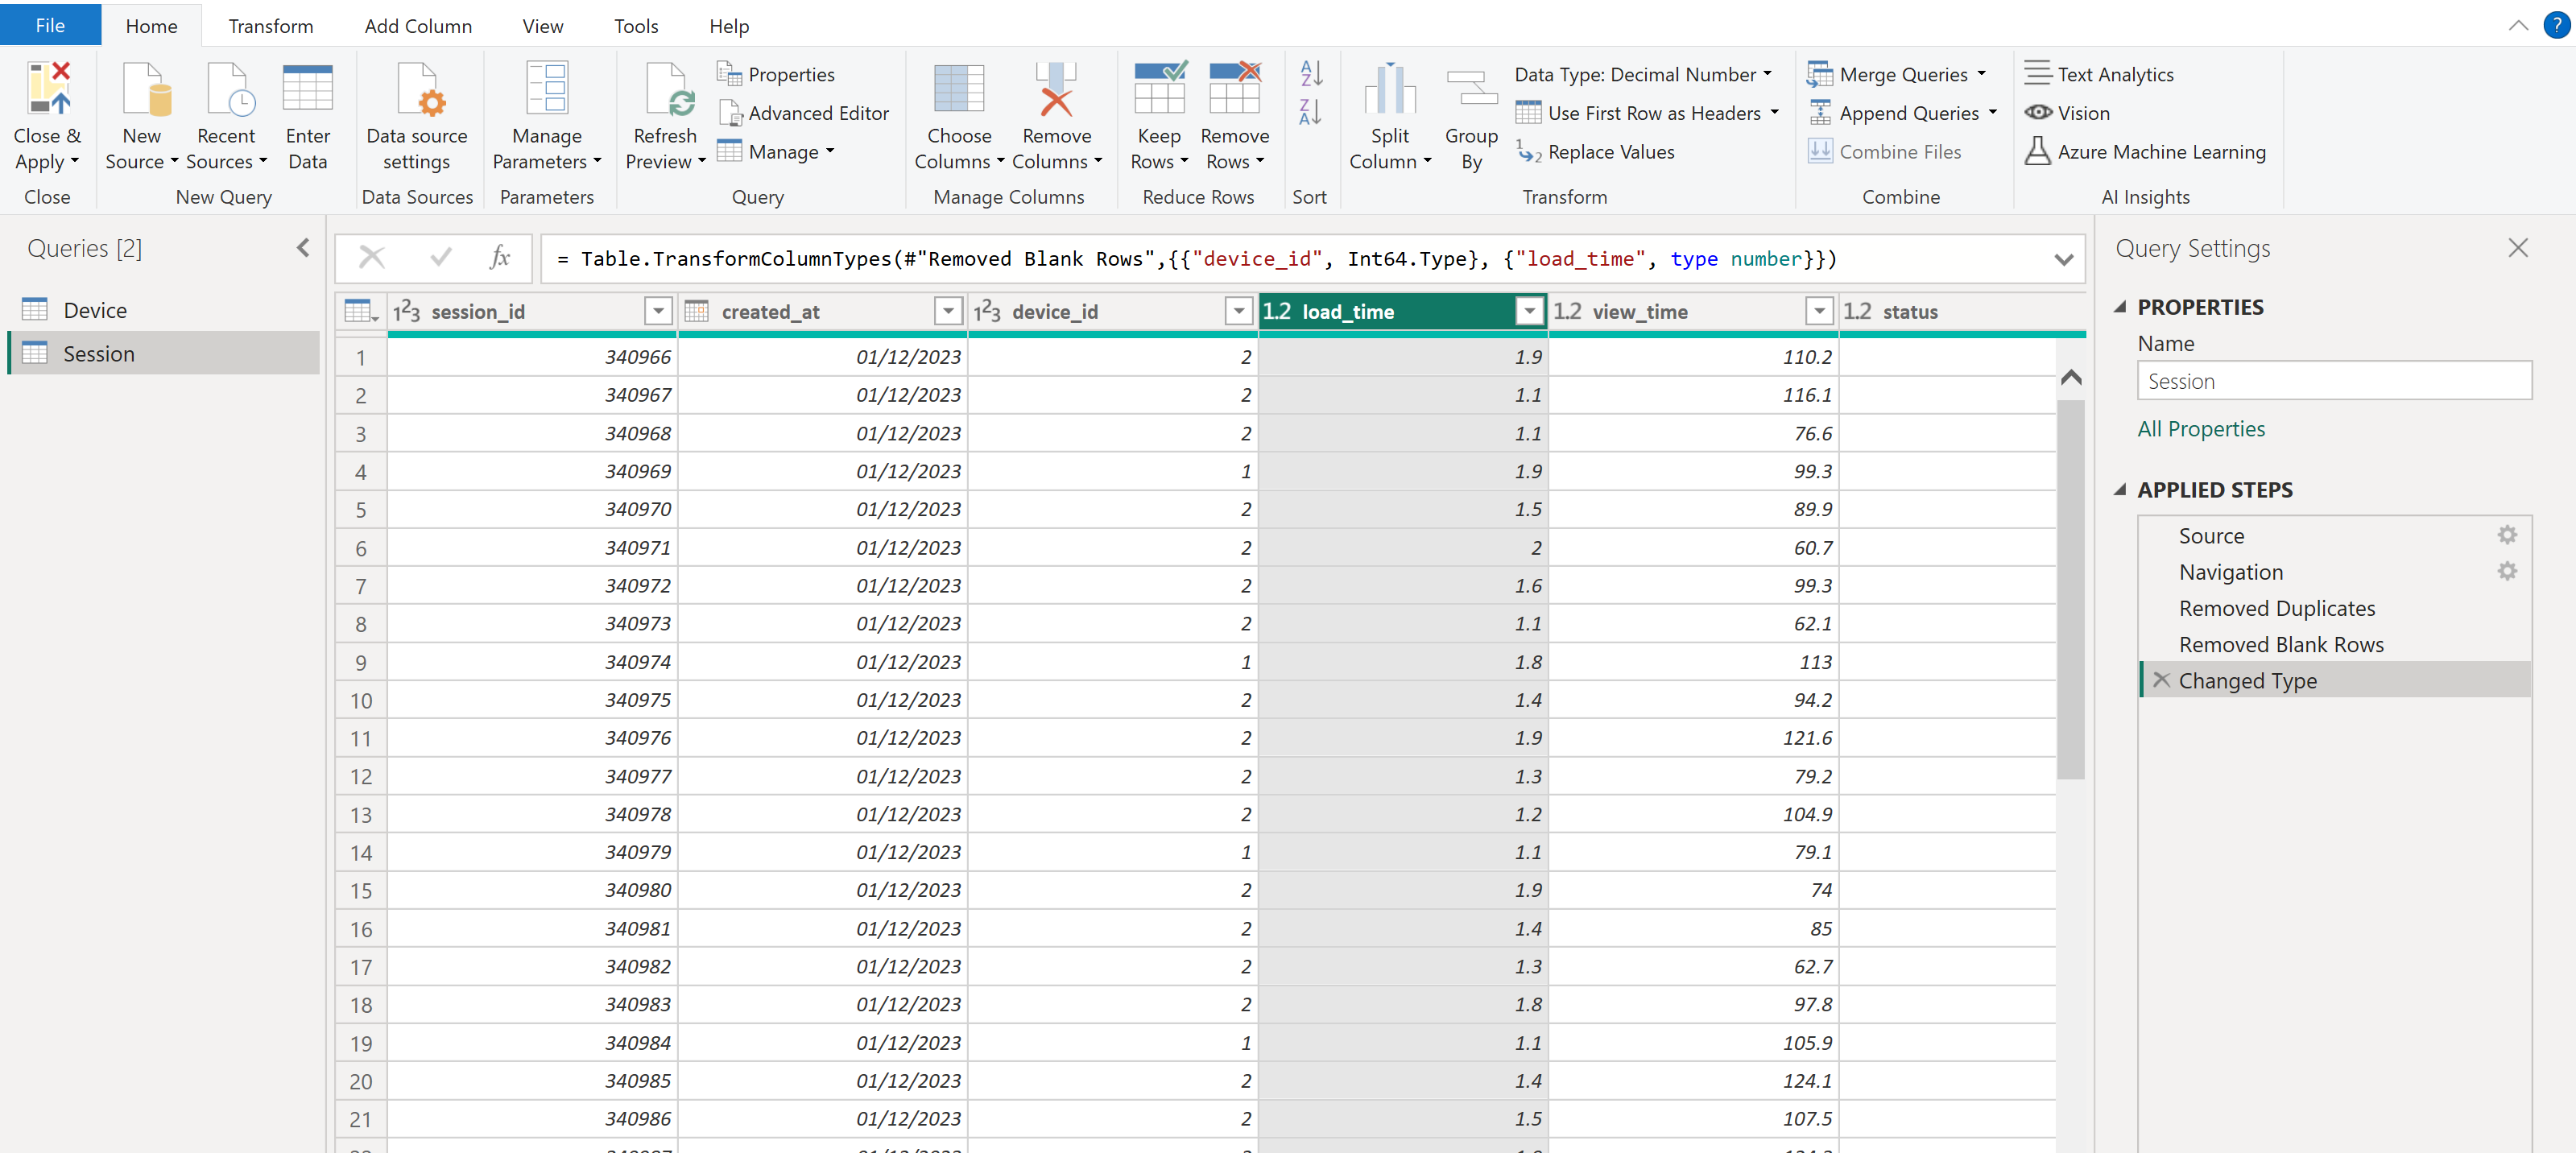 File Home Transform Add Column View Tools Help ?
Close & Apply
New Source
Recent Sources
Enter Data
Data source settings
Manage Parameters
Refresh Preview
Properties
Advanced Editor
Manage
Choose Columns
Remove Columns
Keep Rows
Remove Rows
A Z
Z A
Split Column
Group By
Data Type: Decimal Number
Use First Row as Headers
1 2 Replace Values
Merge Queries
Append Queries
Combine Files
Text Analytics
Vision
Azure Machine Learning
Close New Query Data Sources Parameters Query Manage Columns Reduce Rows Sort Transform Combine AI Insights
Queries [2]
Device
Session
fx = Table.TransformColumnTypes(#"Removed Blank Rows",{{"device_id", Int64.Type}, {"load_time", type number}})
123 session_id created_at 123 device_id 1.2 load_time 1.2 view_time 1.2 status
1 340966 01/12/2023 2 1.9 110.2
2 340967 01/12/2023 2 1.1 116.1
3 340968 01/12/2023 2 1.1 76.6
4 340969 01/12/2023 1 1.9 99.3
5 340970 01/12/2023 2 1.5 89.9
6 340971 01/12/2023 2 2 60.7
7 340972 01/12/2023 2 1.6 99.3
8 340973 01/12/2023 2 1.1 62.1
9 340974 01/12/2023 1 1.8 113
10 340975 01/12/2023 2 1.4 94.2
11 340976 01/12/2023 2 1.9 121.6
12 340977 01/12/2023 2 1.3 79.2
13 340978 01/12/2023 2 1.2 104.9
14 340979 01/12/2023 1 1.1 79.1
15 340980 01/12/2023 2 1.9 74
16 340981 01/12/2023 2 1.4 85
17 340982 01/12/2023 2 1.3 62.7
18 340983 01/12/2023 2 1.8 97.8
19 340984 01/12/2023 1 1.1 105.9
20 340985 01/12/2023 2 1.4 124.1
21 340986 01/12/2023 2 1.5 107.5
Query Settings
PROPERTIES
Name
Session
All Properties
APPLIED STEPS
Source
Navigation
Removed Duplicates
Removed Blank Rows
Changed Type